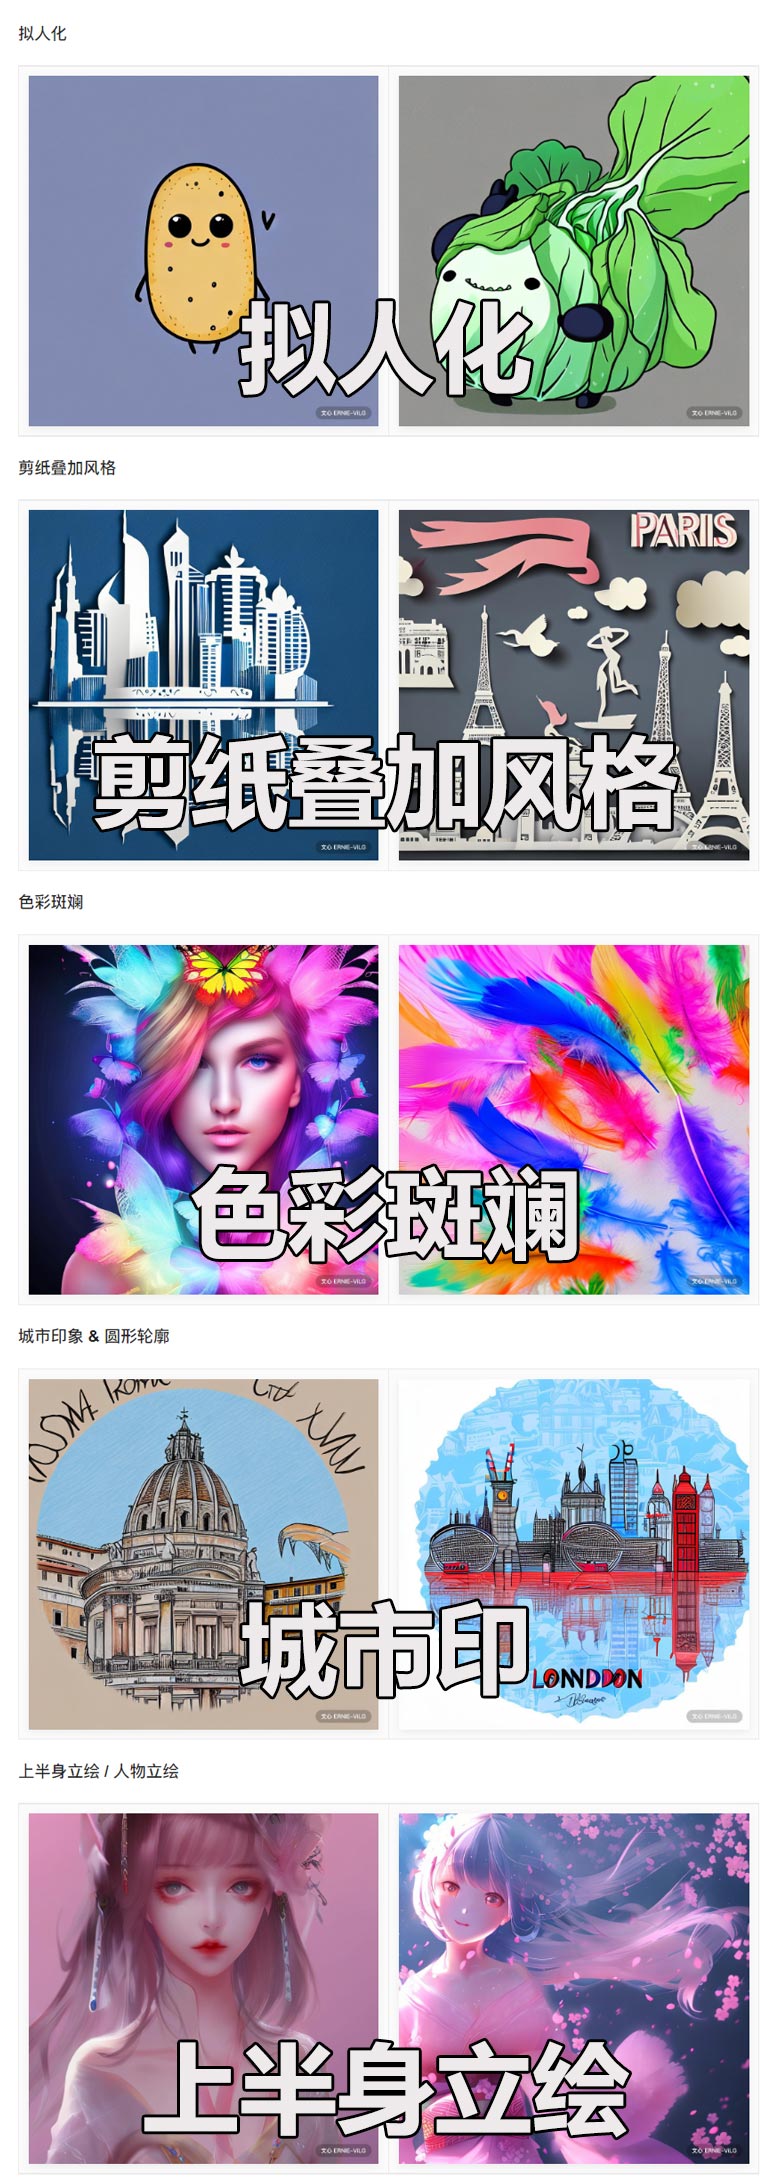 拟人化
拟人化
文心 ERNIE-ViLG
文心 ERNIE-ViLG
剪纸叠加风格
PARIS
剪纸叠加风格
文心 ERNIE-ViLG
文心 ERNIE-ViLG
色彩斑斓
色彩斑斓
文心 ERNIE-ViLG
文心 ERNIE-ViLG
城市印象 & 圆形轮廓
城市印
LONNDDON
文心 ERNIE-ViLG
文心 ERNIE-ViLG
上半身立绘 / 人物立绘
上半身立绘
文心 ERNIE-ViLG
文心 ERNIE-ViLG